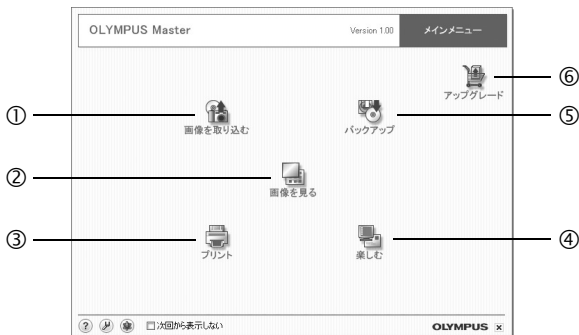 OLYMPUS Master
Version 1.00
メインメニュー
⑥
アップグレード
①
画像を取り込む
バックアップ
⑤
②
画像を見る
③
プリント
楽しむ
④
?
次回から表示しない
OLYMPUS